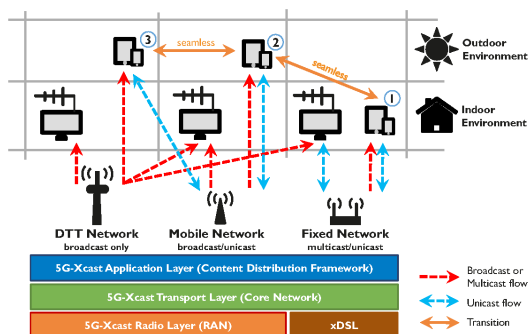 3
seamless
2
Outdoor
Environment
seamless
1
Indoor
Environment
DTT Network
broadcast only
Mobile Network
broadcast/unicast
Fixed Network
multicast/unicast
5G-Xcast Application Layer (Content Distribution Framework)
5G-Xcast Transport Layer (Core Network)
5G-Xcast Radio Layer (RAN)
xDSL
Broadcast or
Multicast flow
Unicast flow
Transition